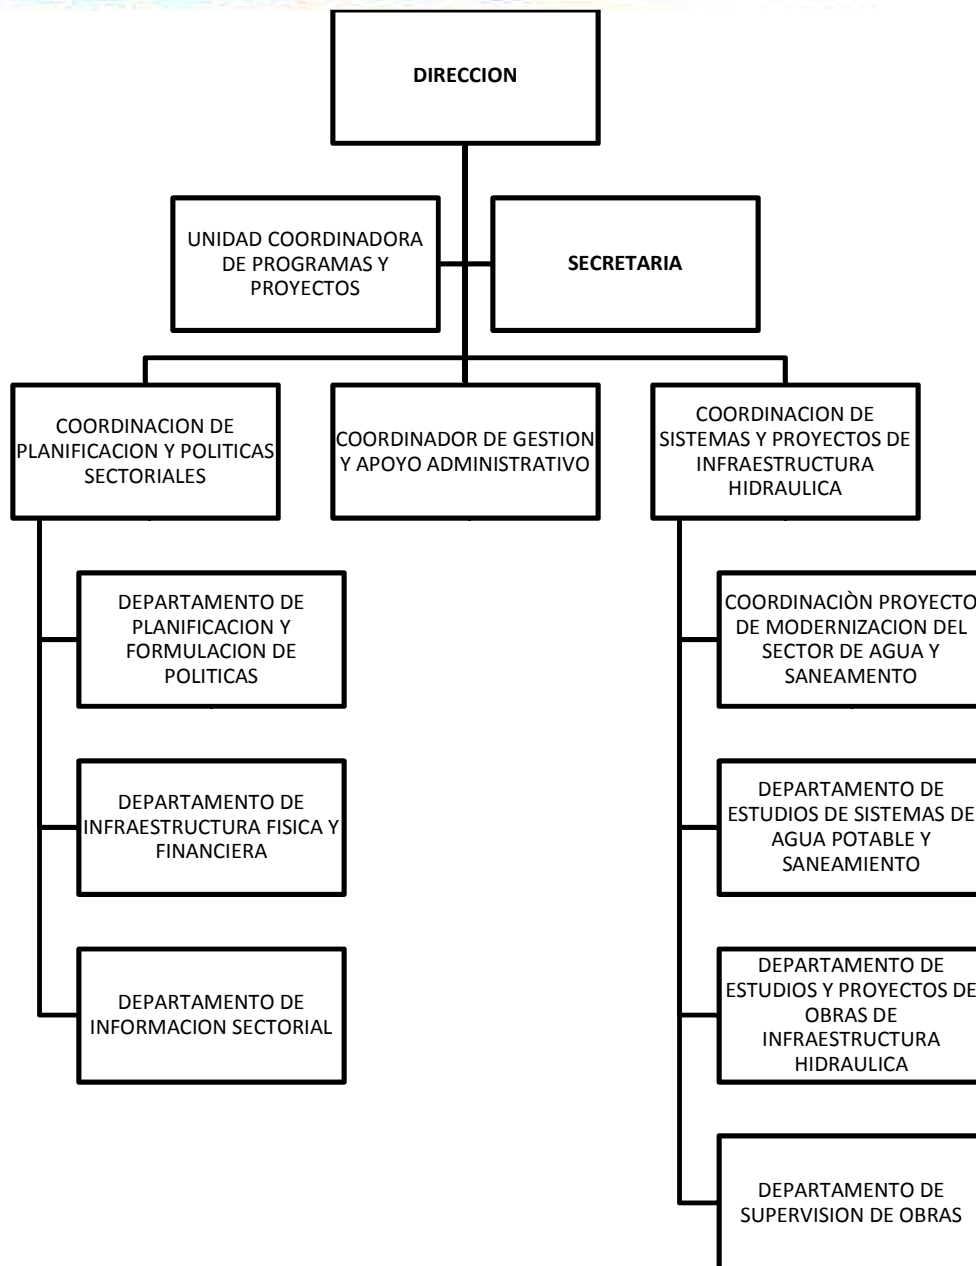 DIRECCION
UNIDAD COORDINADORA
DE PROGRAMAS Y
PROYECTOS
SECRETARIA
COORDINACION DE
PLANIFICACION Y POLITICAS
SECTORIALES
COORDINADOR DE GESTION
Y APOYO ADMINISTRATIVO
COORDINACION DE
SISTEMAS Y PROYECTOS DE
INFRAESTRUCTURA
HIDRAULICA
DEPARTAMENTO DE
PLANIFICACION Y
FORMULACION DE
POLITICAS
DEPARTAMENTO DE
INFRAESTRUCTURA FISICA Y
FINANCIERA
DEPARTAMENTO DE
INFORMACION SECTORIAL
COORDINACIÒN PROYECTO
DE MODERNIZACION DEL
SECTOR DE AGUA Y
SANEAMENTO
DEPARTAMENTO DE
ESTUDIOS DE SISTEMAS DE
AGUA POTABLE Y
SANEAMIENTO
DEPARTAMENTO DE
ESTUDIOS Y PROYECTOS DE
OBRAS DE
INFRAESTRUCTURA
HIDRAULICA
DEPARTAMENTO DE
SUPERVISION DE OBRAS